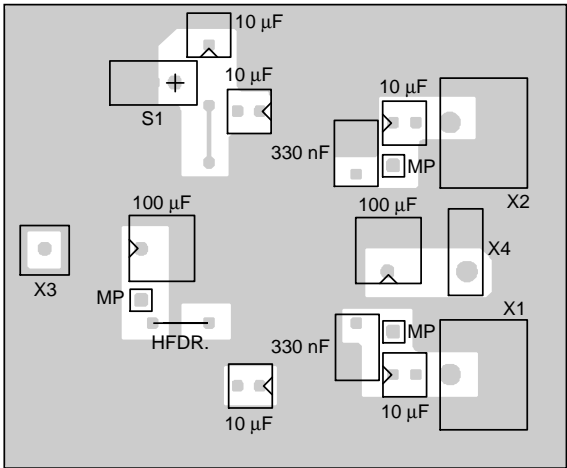 10 µF
10 µF
10 µF
S1
330 nF
MP
X2
100 µF
100 µF
X4
X3
MP
X1
HFDR.
330 nF
MP
10 µF
10 µF